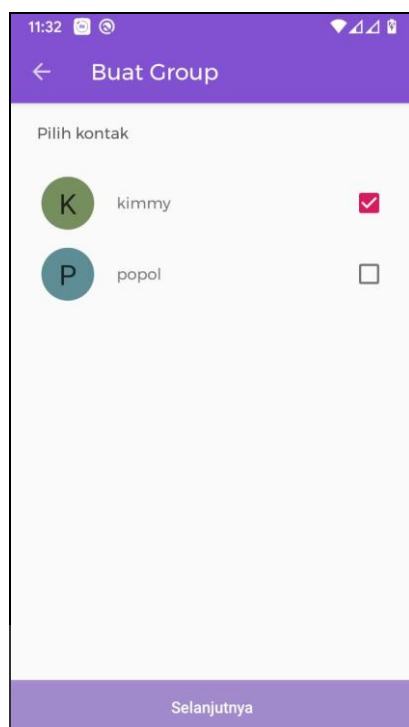 11:32
Buat Group
Pilih kontak
K kimmy
P popol
Selanjutnya